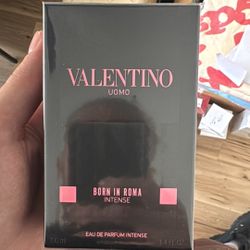 VALENTINO
UOMO
BORN IN ROMA
INTENSE
EAU DE PARFUM INTENSE